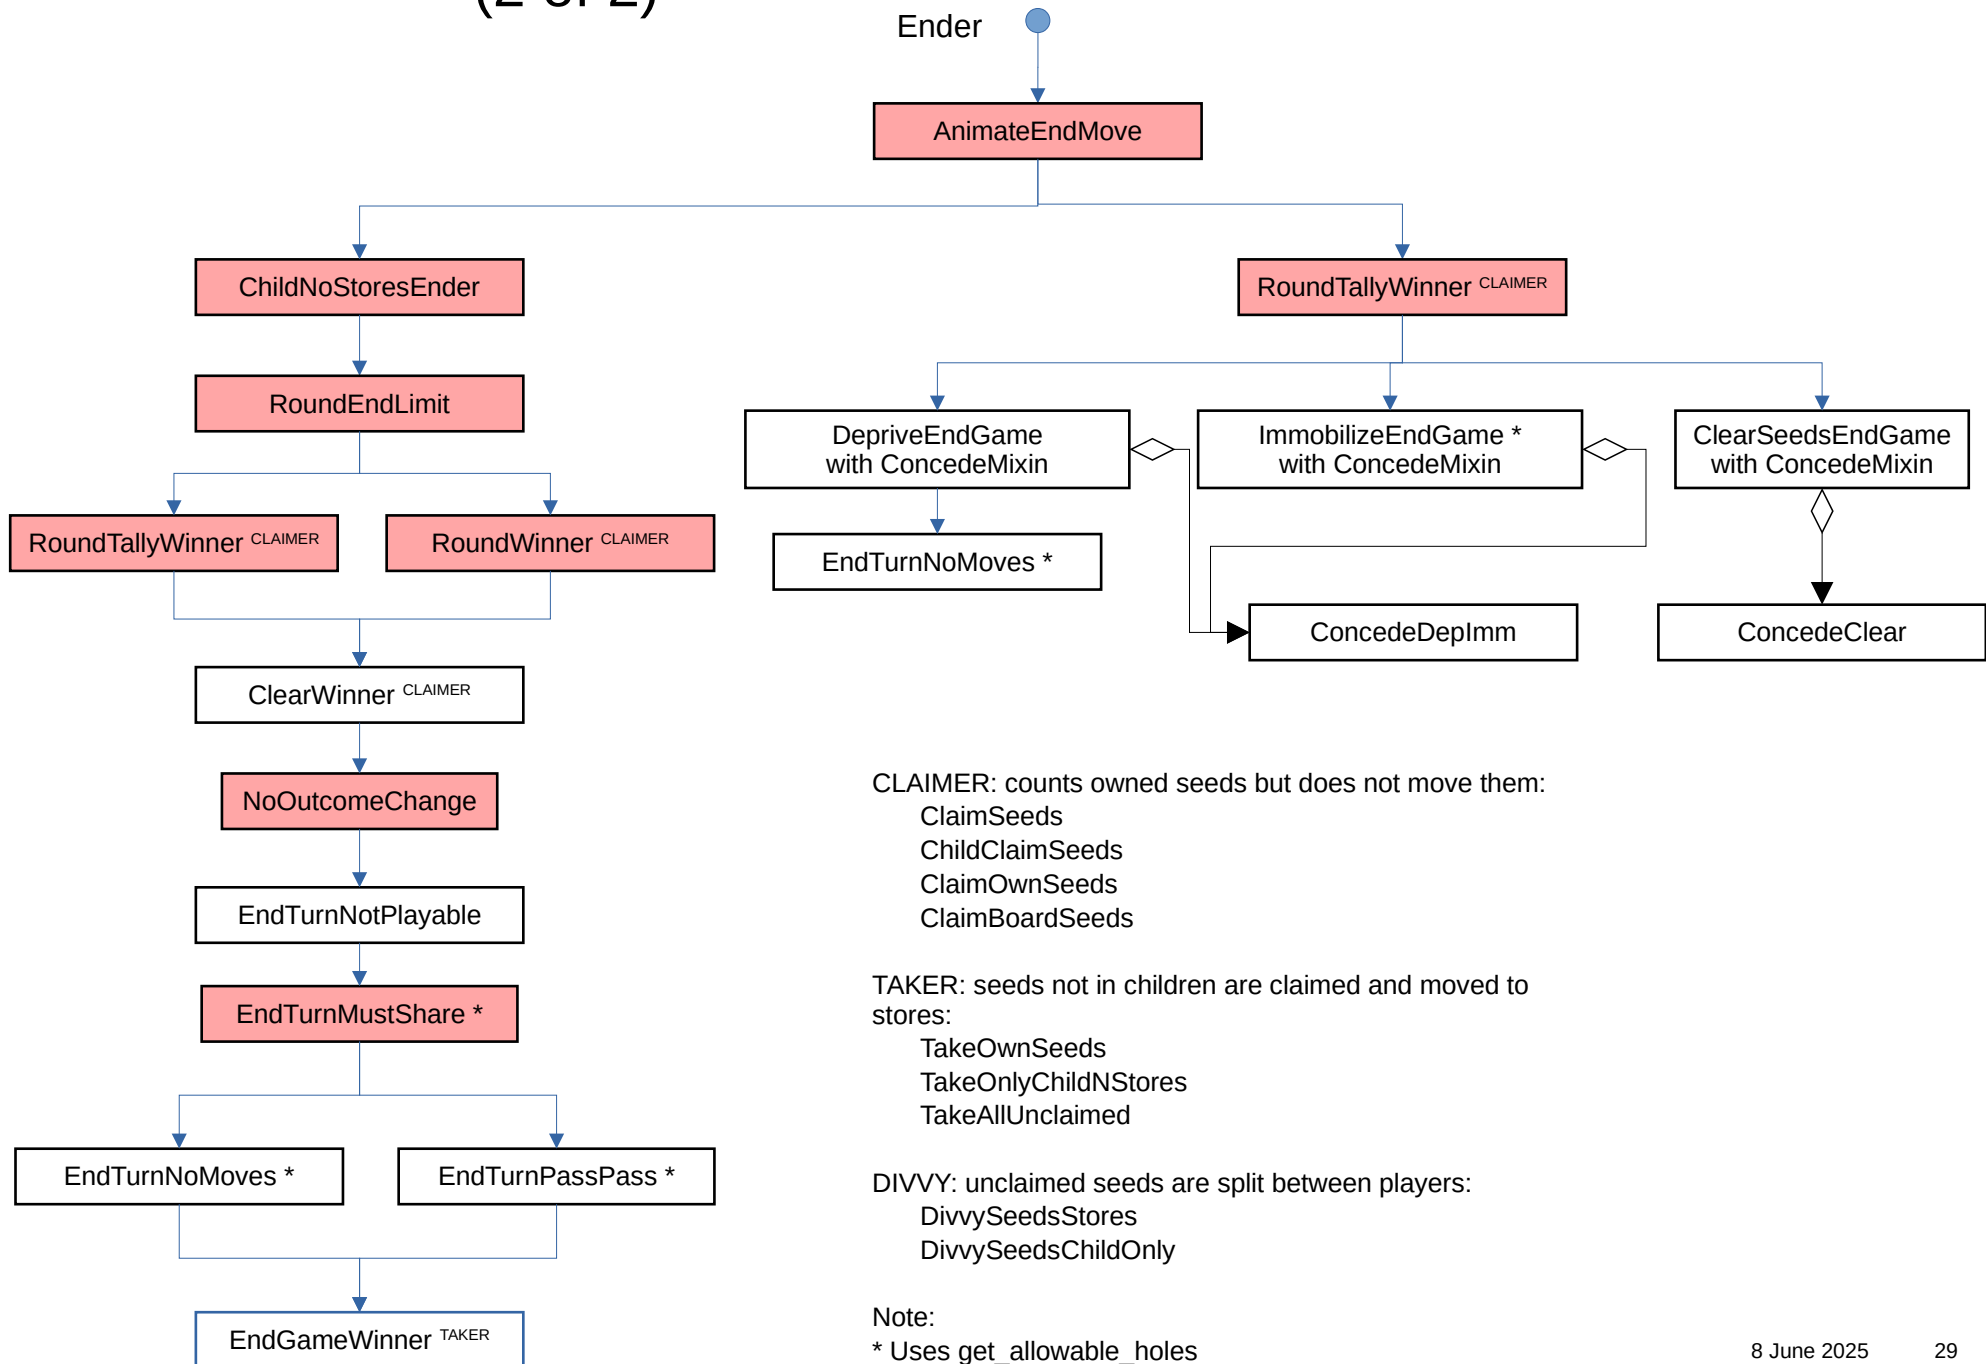 (2 of 2)
Ender
AnimateEndMove
ChildNoStoresEnder
RoundTallyWinner CLAIMER
RoundEndLimit
DepriveEndGame
with ConcedeMixin
ImmobilizeEndGame *
with ConcedeMixin
ClearSeedsEndGame
with ConcedeMixin
RoundTallyWinner CLAIMER
RoundWinner CLAIMER
EndTurnNoMoves *
ConcedeDepImm
ConcedeClear
ClearWinner CLAIMER
NoOutcomeChange
EndTurnNotPlayable
EndTurnMustShare *
EndTurnNoMoves *
EndTurnPassPass *
EndGameWinner TAKER
CLAIMER: counts owned seeds but does not move them:
ClaimSeeds
ChildClaimSeeds
ClaimOwnSeeds
ClaimBoardSeeds
TAKER: seeds not in children are claimed and moved to
stores:
TakeOwnSeeds
TakeOnlyChildNStores
TakeAllUnclaimed
DIVVY: unclaimed seeds are split between players:
DivvySeedsStores
DivvySeedsChildOnly
Note:
* Uses get_allowable_holes
8 June 2025
29